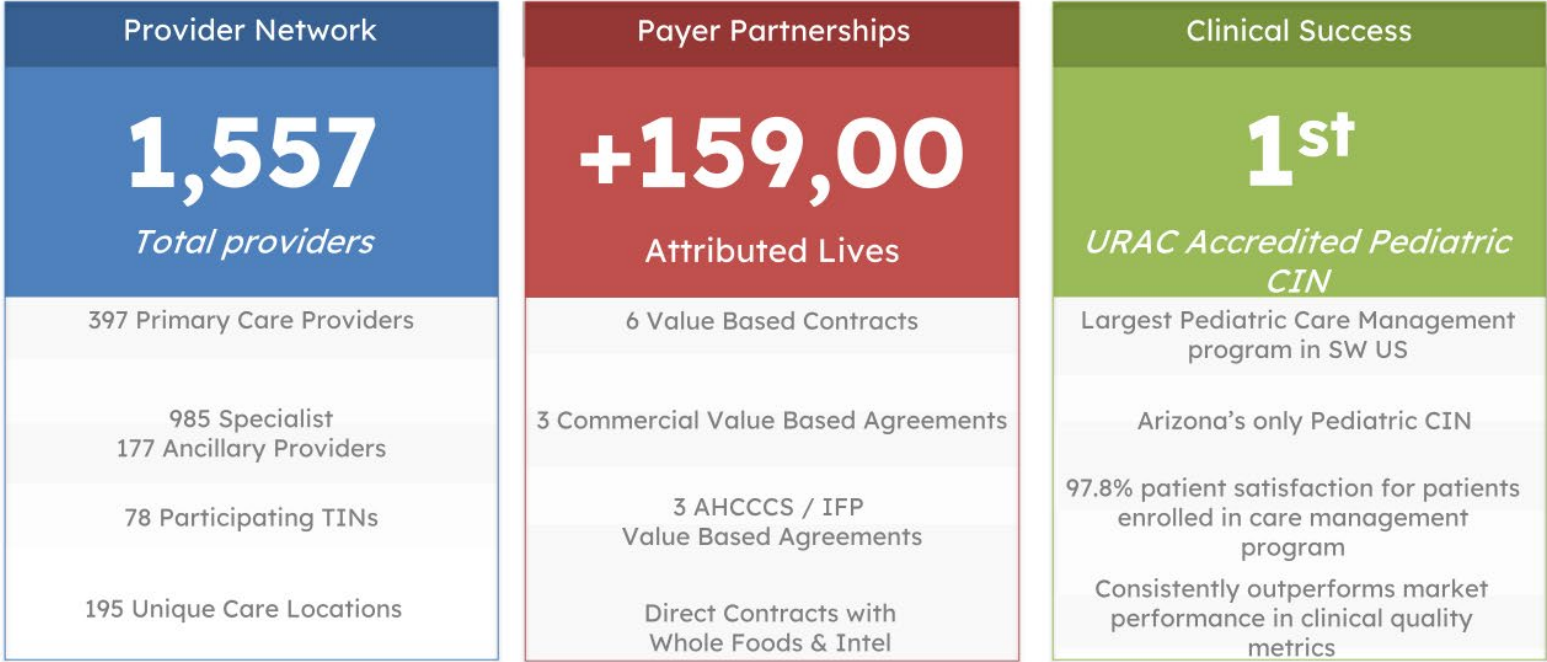 Provider Network
1,557
Total providers
397 Primary Care Providers
985 Specialist
177 Ancillary Providers
78 Participating TINs
195 Unique Care Locations
Payer Partnerships
+159,00
Attributed Lives
6 Value Based Contracts
3 Commercial Value Based Agreements
3 AHCCCS / IFP
Value Based Agreements
Direct Contracts with
Whole Foods & Intel
Clinical Success
1st
URAC Accredited Pediatric
CIN
Largest Pediatric Care Management
program in SW US
Arizona’s only Pediatric CIN
97.8% patient satisfaction for patients
enrolled in care management
program
Consistently outperforms market
performance in clinical quality
metrics